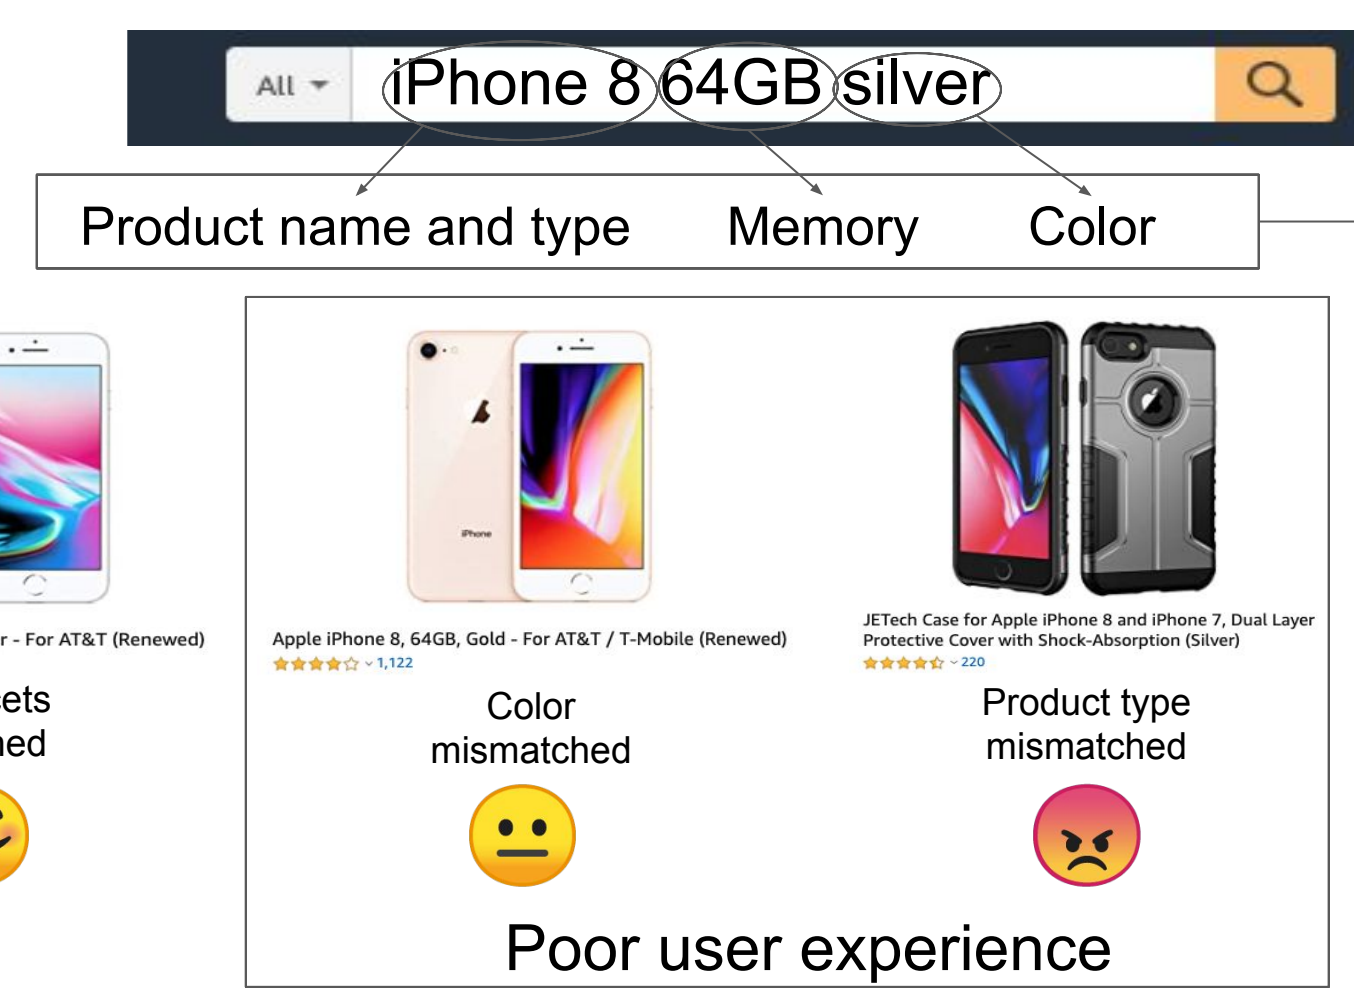 All
iPhone 8 64GB silver
Product name and type Memory Color
iPhone
r - For AT&T (Renewed)
Apple iPhone 8, 64GB, Gold - For AT&T / T-Mobile (Renewed)
1,122
JETech Case for Apple iPhone 8 and iPhone 7, Dual Layer
Protective Cover with Shock-Absorption (Silver)
220
ets
ed
Color
mismatched
Product type
mismatched
Poor user experience